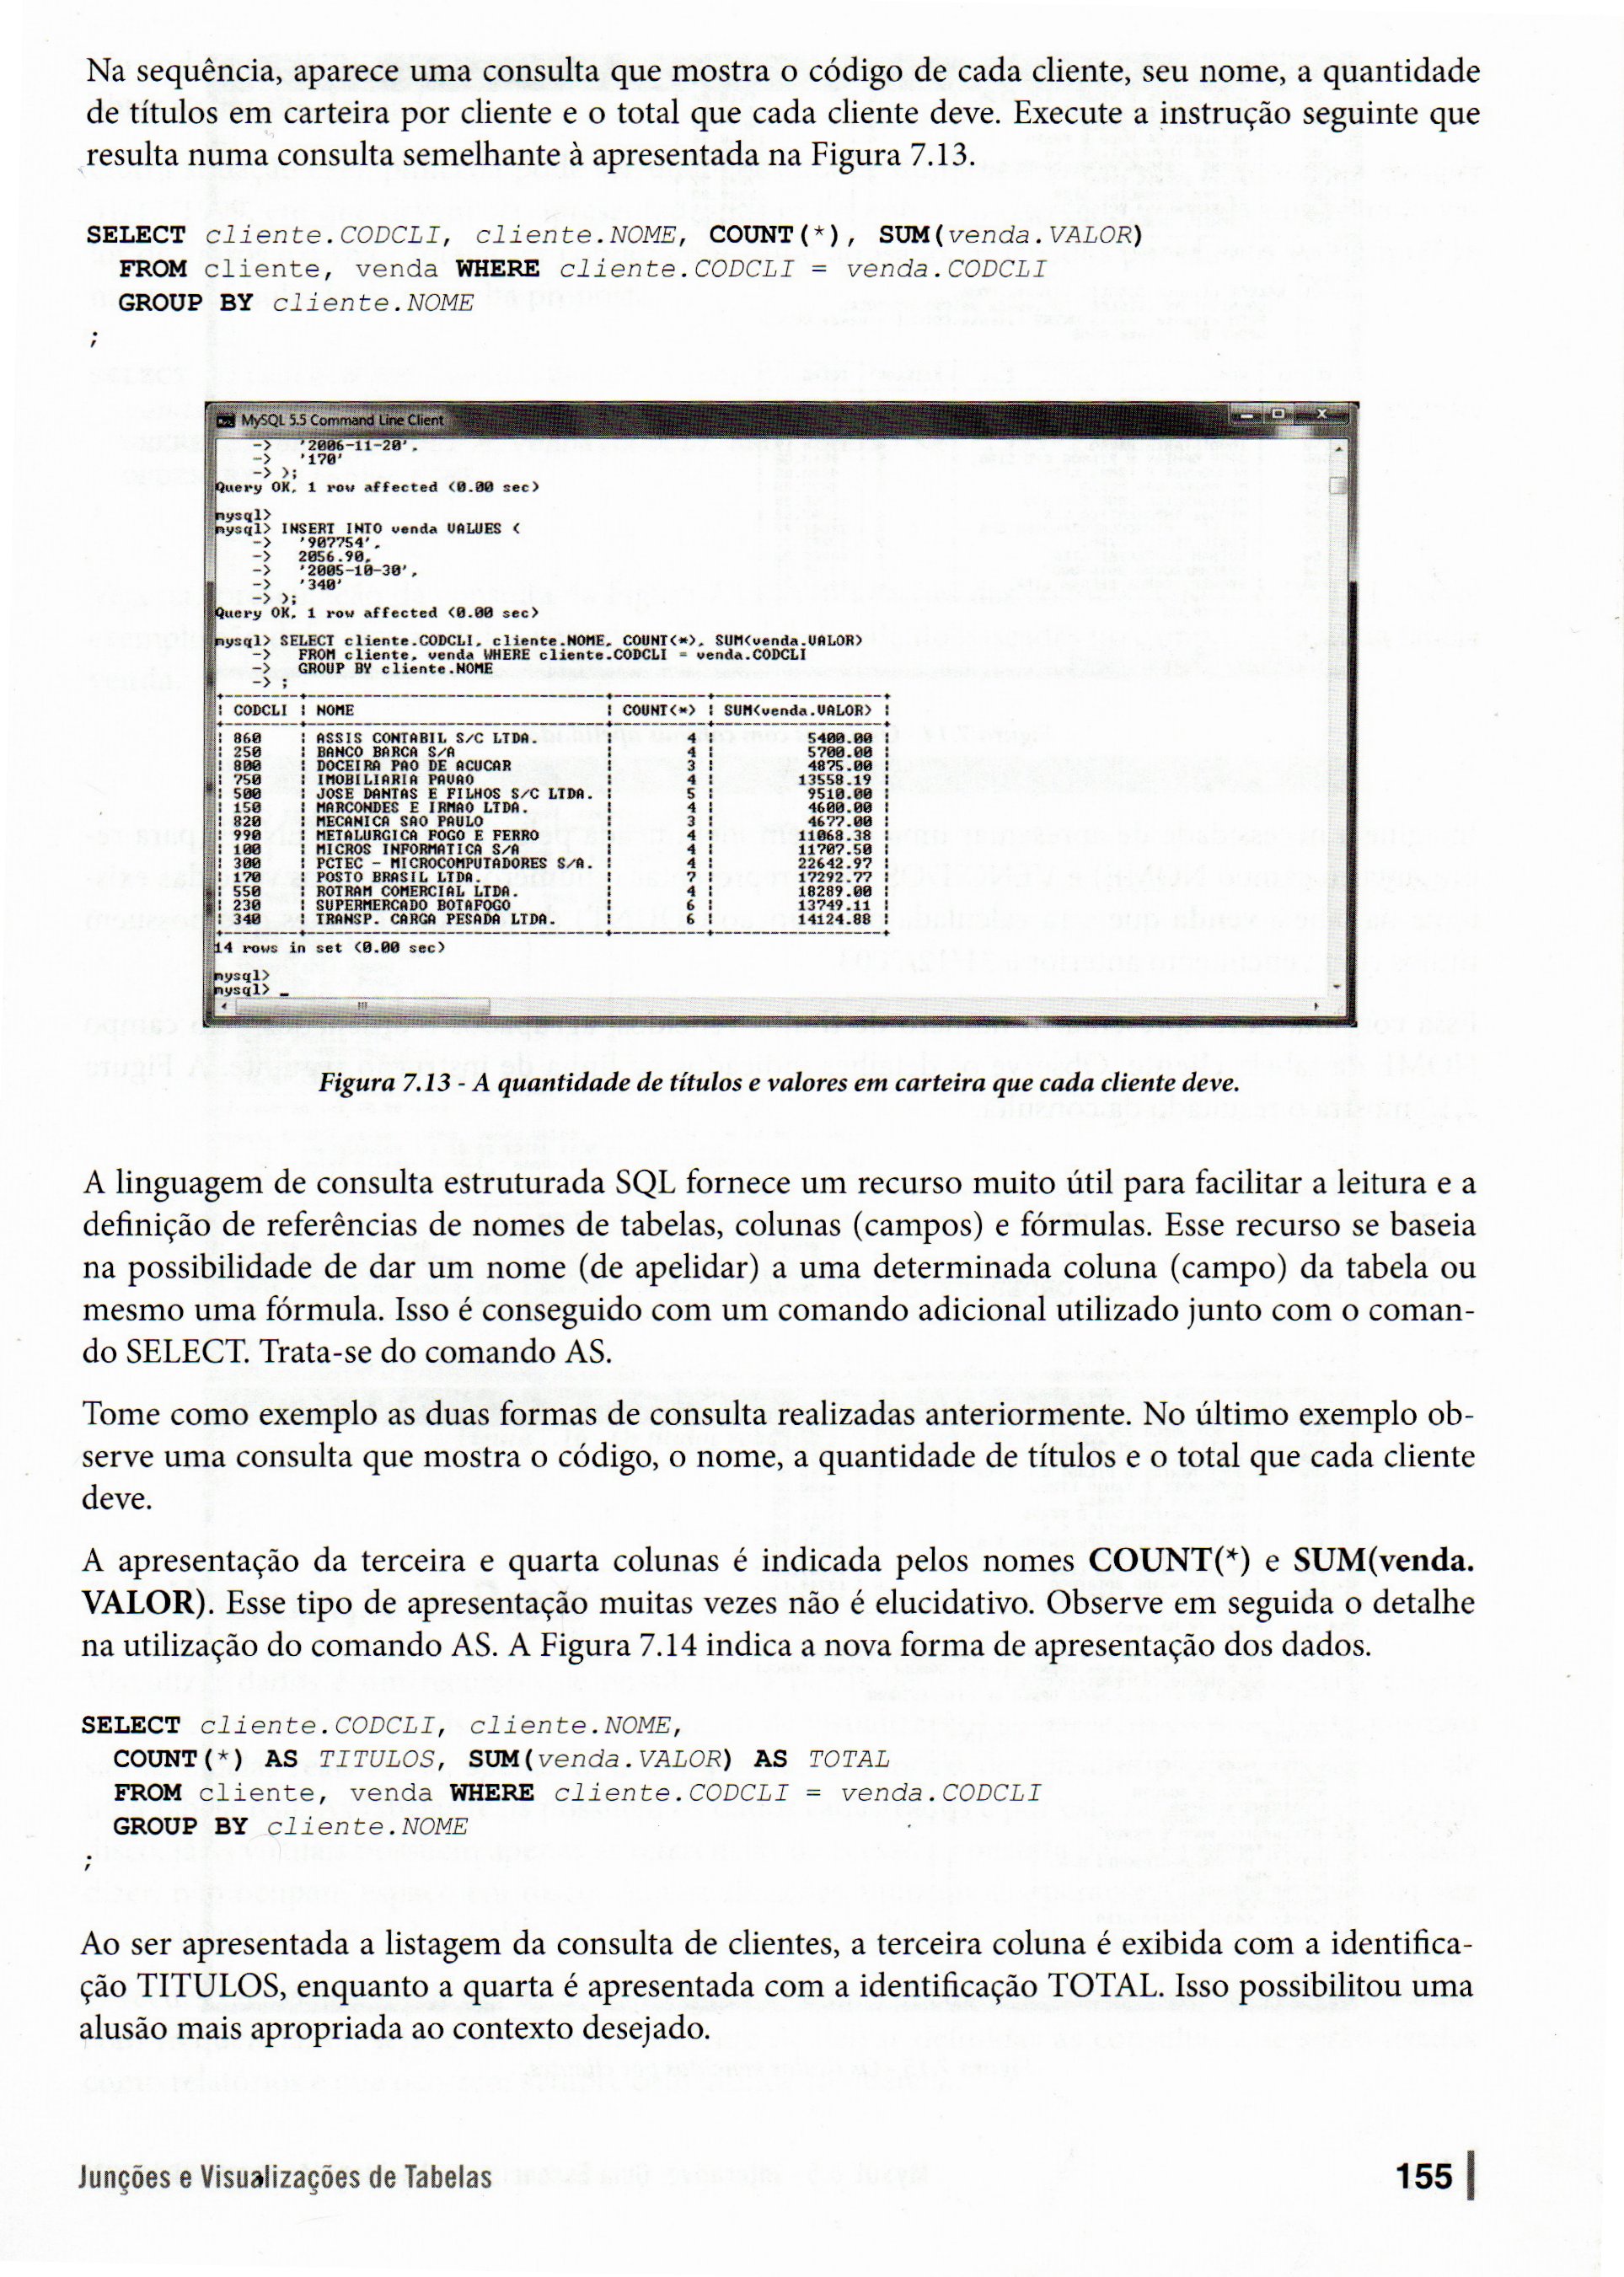 Na sequência, aparece uma consulta que mostra o código de cada cliente, seu nome, a quantidade
de títulos em carteira por cliente e o total que cada cliente deve. Execute a instrução seguinte que
resulta numa consulta semelhante à apresentada na Figura 7.13.
SELECT cliente.CODCLI, cliente.NOME, COUNT(*), SUM(venda.VALOR)
FROM cliente, venda WHERE cliente.CODCLI = venda.CODCLI
GROUP BY cliente.NOME
;
MySQL 5.5 Command Line Client
-> '2006-11-20',
-> '170'
-> );
Query OK, 1 row affected (0.00 sec)
mysql>
mysql> INSERT INTO venda VALUES (
-> '907754',
-> 2056.90,
-> '2005-10-30',
-> '340'
-> );
Query OK, 1 row affected (0.00 sec)
mysql> SELECT cliente.CODCLI, cliente.NOME, COUNT(*), SUM(venda.VALOR)
-> FROM cliente, venda WHERE cliente.CODCLI = venda.CODCLI
-> GROUP BY cliente.NOME
-> ;
| CODCLI | NOME | COUNT(*) | SUM(venda.VALOR) |
| 860 | ASSIS CONTABIL S/C LTDA. | 4 | 5400.00 |
| 250 | BANCO BARCA S/A | 4 | 5700.00 |
| 800 | DOCEIRA PAO DE ACUCAR | 3 | 4875.00 |
| 750 | IMOBILIARIA PAVAO | 4 | 13558.19 |
| 500 | JOSE DANTAS E FILHOS S/C LTDA. | 5 | 9510.00 |
| 150 | MARCONDES E IRMAO LTDA. | 4 | 4600.00 |
| 820 | MECANICA SAO PAULO | 3 | 4677.00 |
| 990 | METALURGICA FOGO E FERRO | 4 | 11068.38 |
| 100 | MICROS INFORMATICA S/A | 4 | 11707.50 |
| 300 | PCTEC - MICROCOMPUTADORES S/A. | 4 | 22642.97 |
| 170 | POSTO BRASIL LTDA. | 7 | 17292.77 |
| 550 | ROTRAM COMERCIAL LTDA. | 4 | 18289.00 |
| 230 | SUPERMERCADO BOTAFOGO | 6 | 13749.11 |
| 340 | TRANSP. CARGA PESADA LTDA. | 6 | 14124.88 |
14 rows in set (0.00 sec)
mysql>
mysql> _
Figura 7.13 - A quantidade de títulos e valores em carteira que cada cliente deve.
A linguagem de consulta estruturada SQL fornece um recurso muito útil para facilitar a leitura e a
definição de referências de nomes de tabelas, colunas (campos) e fórmulas. Esse recurso se baseia
na possibilidade de dar um nome (de apelidar) a uma determinada coluna (campo) da tabela ou
mesmo uma fórmula. Isso é conseguido com um comando adicional utilizado junto com o coman-
do SELECT. Trata-se do comando AS.
Tome como exemplo as duas formas de consulta realizadas anteriormente. No último exemplo ob-
serve uma consulta que mostra o código, o nome, a quantidade de títulos e o total que cada cliente
deve.
A apresentação da terceira e quarta colunas é indicada pelos nomes COUNT(*) e SUM(venda.
VALOR). Esse tipo de apresentação muitas vezes não é elucidativo. Observe em seguida o detalhe
na utilização do comando AS. A Figura 7.14 indica a nova forma de apresentação dos dados.
SELECT cliente.CODCLI, cliente.NOME,
COUNT(*) AS TITULOS, SUM(venda.VALOR) AS TOTAL
FROM cliente, venda WHERE cliente.CODCLI = venda.CODCLI
GROUP BY cliente.NOME
;
Ao ser apresentada a listagem da consulta de clientes, a terceira coluna é exibida com a identifica-
ção TITULOS, enquanto a quarta é apresentada com a identificação TOTAL. Isso possibilitou uma
alusão mais apropriada ao contexto desejado.
Junções e Visualizações de Tabelas 155